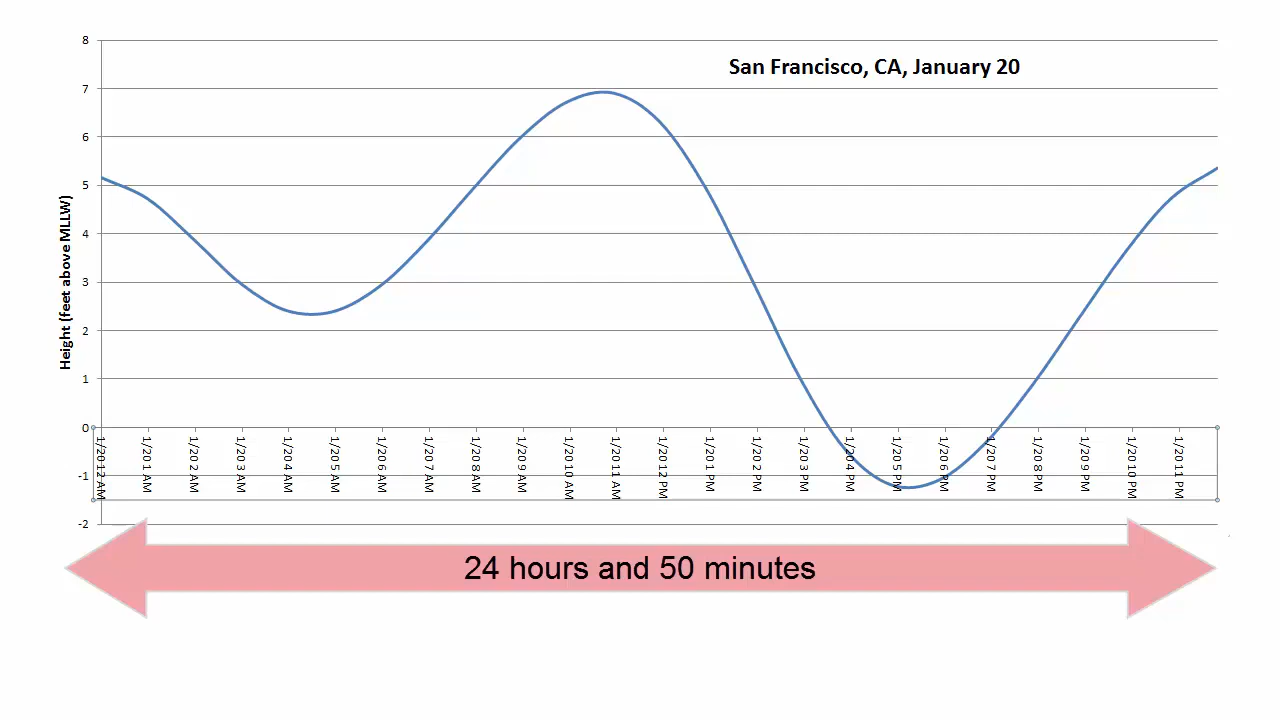 San Francisco, CA, January 20
Height (feet above MLLW)
8
7
6
5
4
3
2
1
0
-1
-2
1/20 12 AM
1/20 1 AM
1/20 2 AM
1/20 3 AM
1/20 4 AM
1/20 5 AM
1/20 6 AM
1/20 7 AM
1/20 8 AM
1/20 9 AM
1/20 10 AM
1/20 11 AM
1/20 12 PM
1/20 1 PM
1/20 2 PM
1/20 3 PM
1/20 4 PM
1/20 5 PM
1/20 6 PM
1/20 7 PM
1/20 8 PM
1/20 9 PM
1/20 10 PM
1/20 11 PM
24 hours and 50 minutes